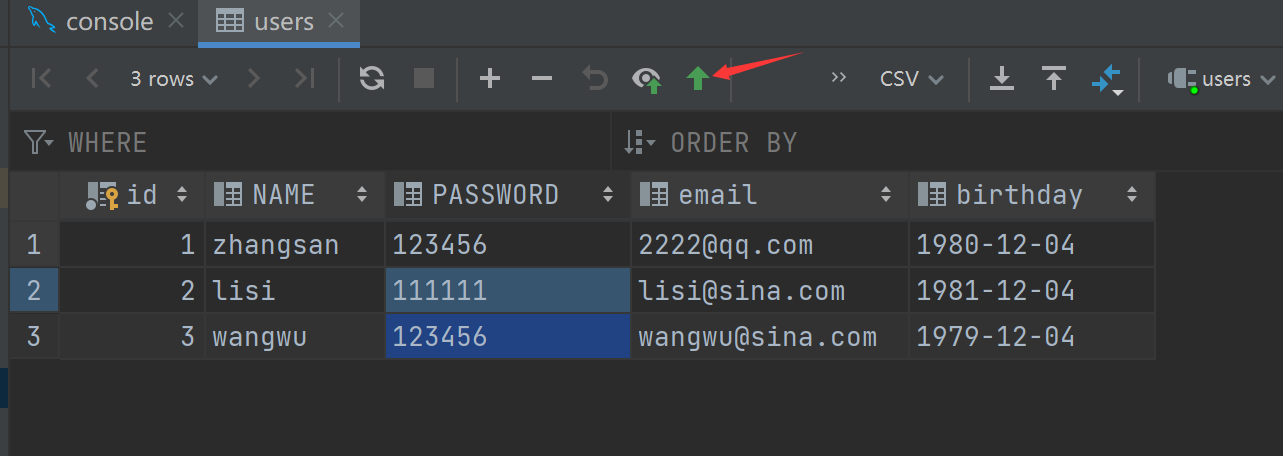 console users
3 rows CSV users
WHERE ORDER BY
id NAME PASSWORD email birthday
1 1 zhangsan 123456 2222@qq.com 1980-12-04
2 2 lisi 111111 lisi@sina.com 1981-12-04
3 3 wangwu 123456 wangwu@sina.com 1979-12-04